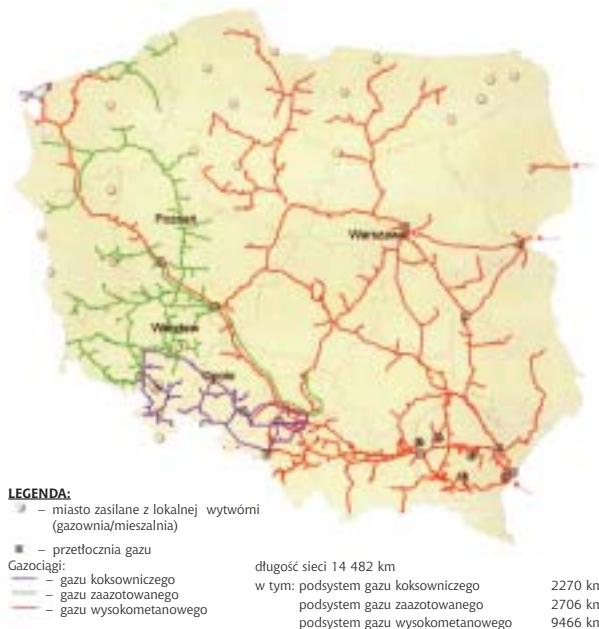 Poznań
Warszawa
Wrocław
Opole
LEGENDA:
– miasto zasilane z lokalnej wytwórni
(gazownia/mieszalnia)
– przetłocznia gazu
Gazociągi:
– gazu koksowniczego
– gazu zaazotowanego
– gazu wysokometanowego
długość sieci 14 482 km
w tym: podsystem gazu koksowniczego 2270 km
podsystem gazu zaazotowanego 2706 km
podsystem gazu wysokometanowego 9466 km